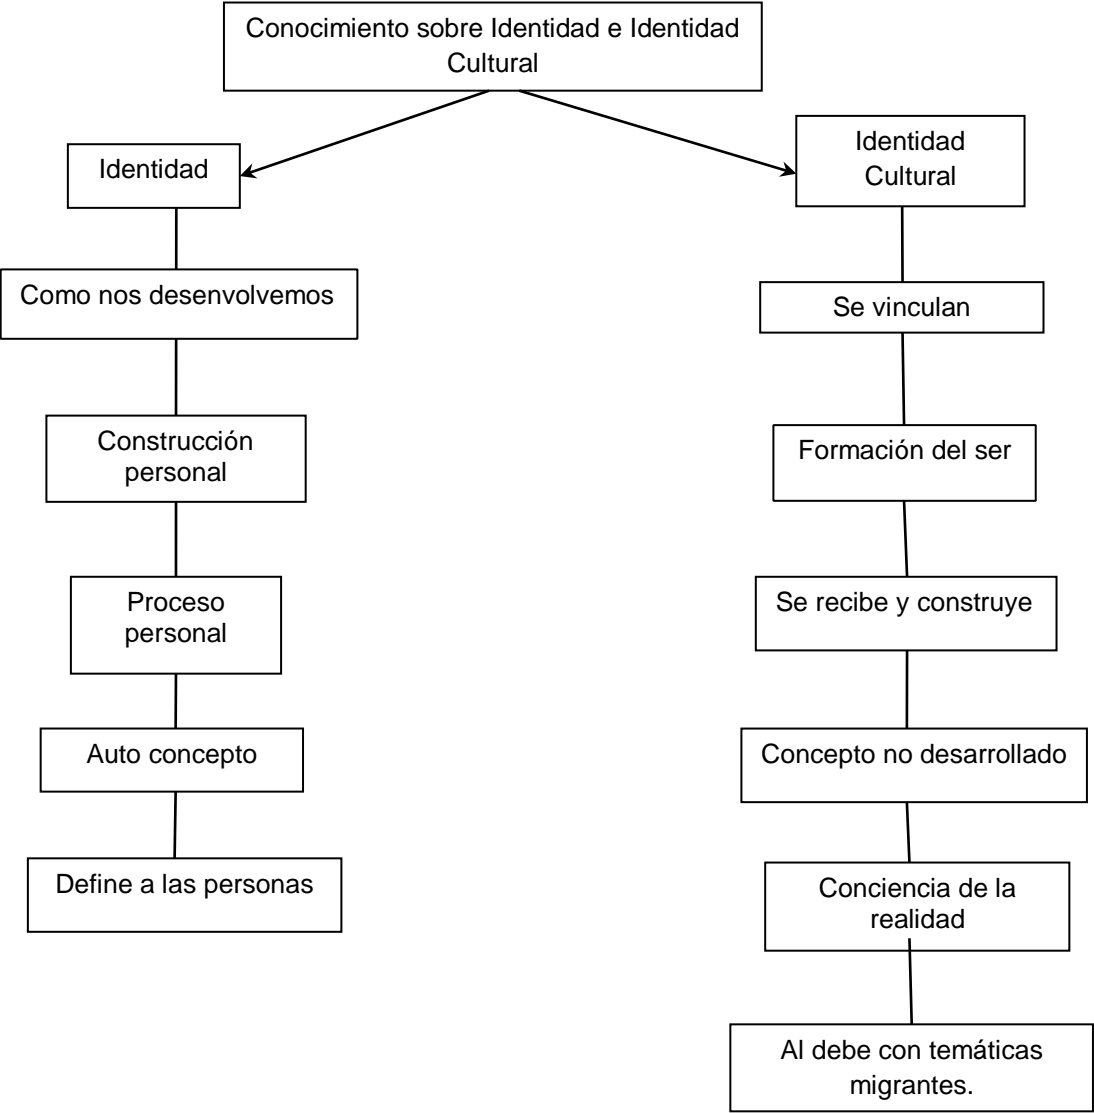 Conocimiento sobre Identidad e Identidad
Cultural
Identidad
Como nos desenvolvemos
Construcción
personal
Proceso
personal
Auto concepto
Define a las personas
Identidad
Cultural
Se vinculan
Formación del ser
Se recibe y construye
Concepto no desarrollado
Conciencia de la
realidad
Al debe con temáticas
migrantes.